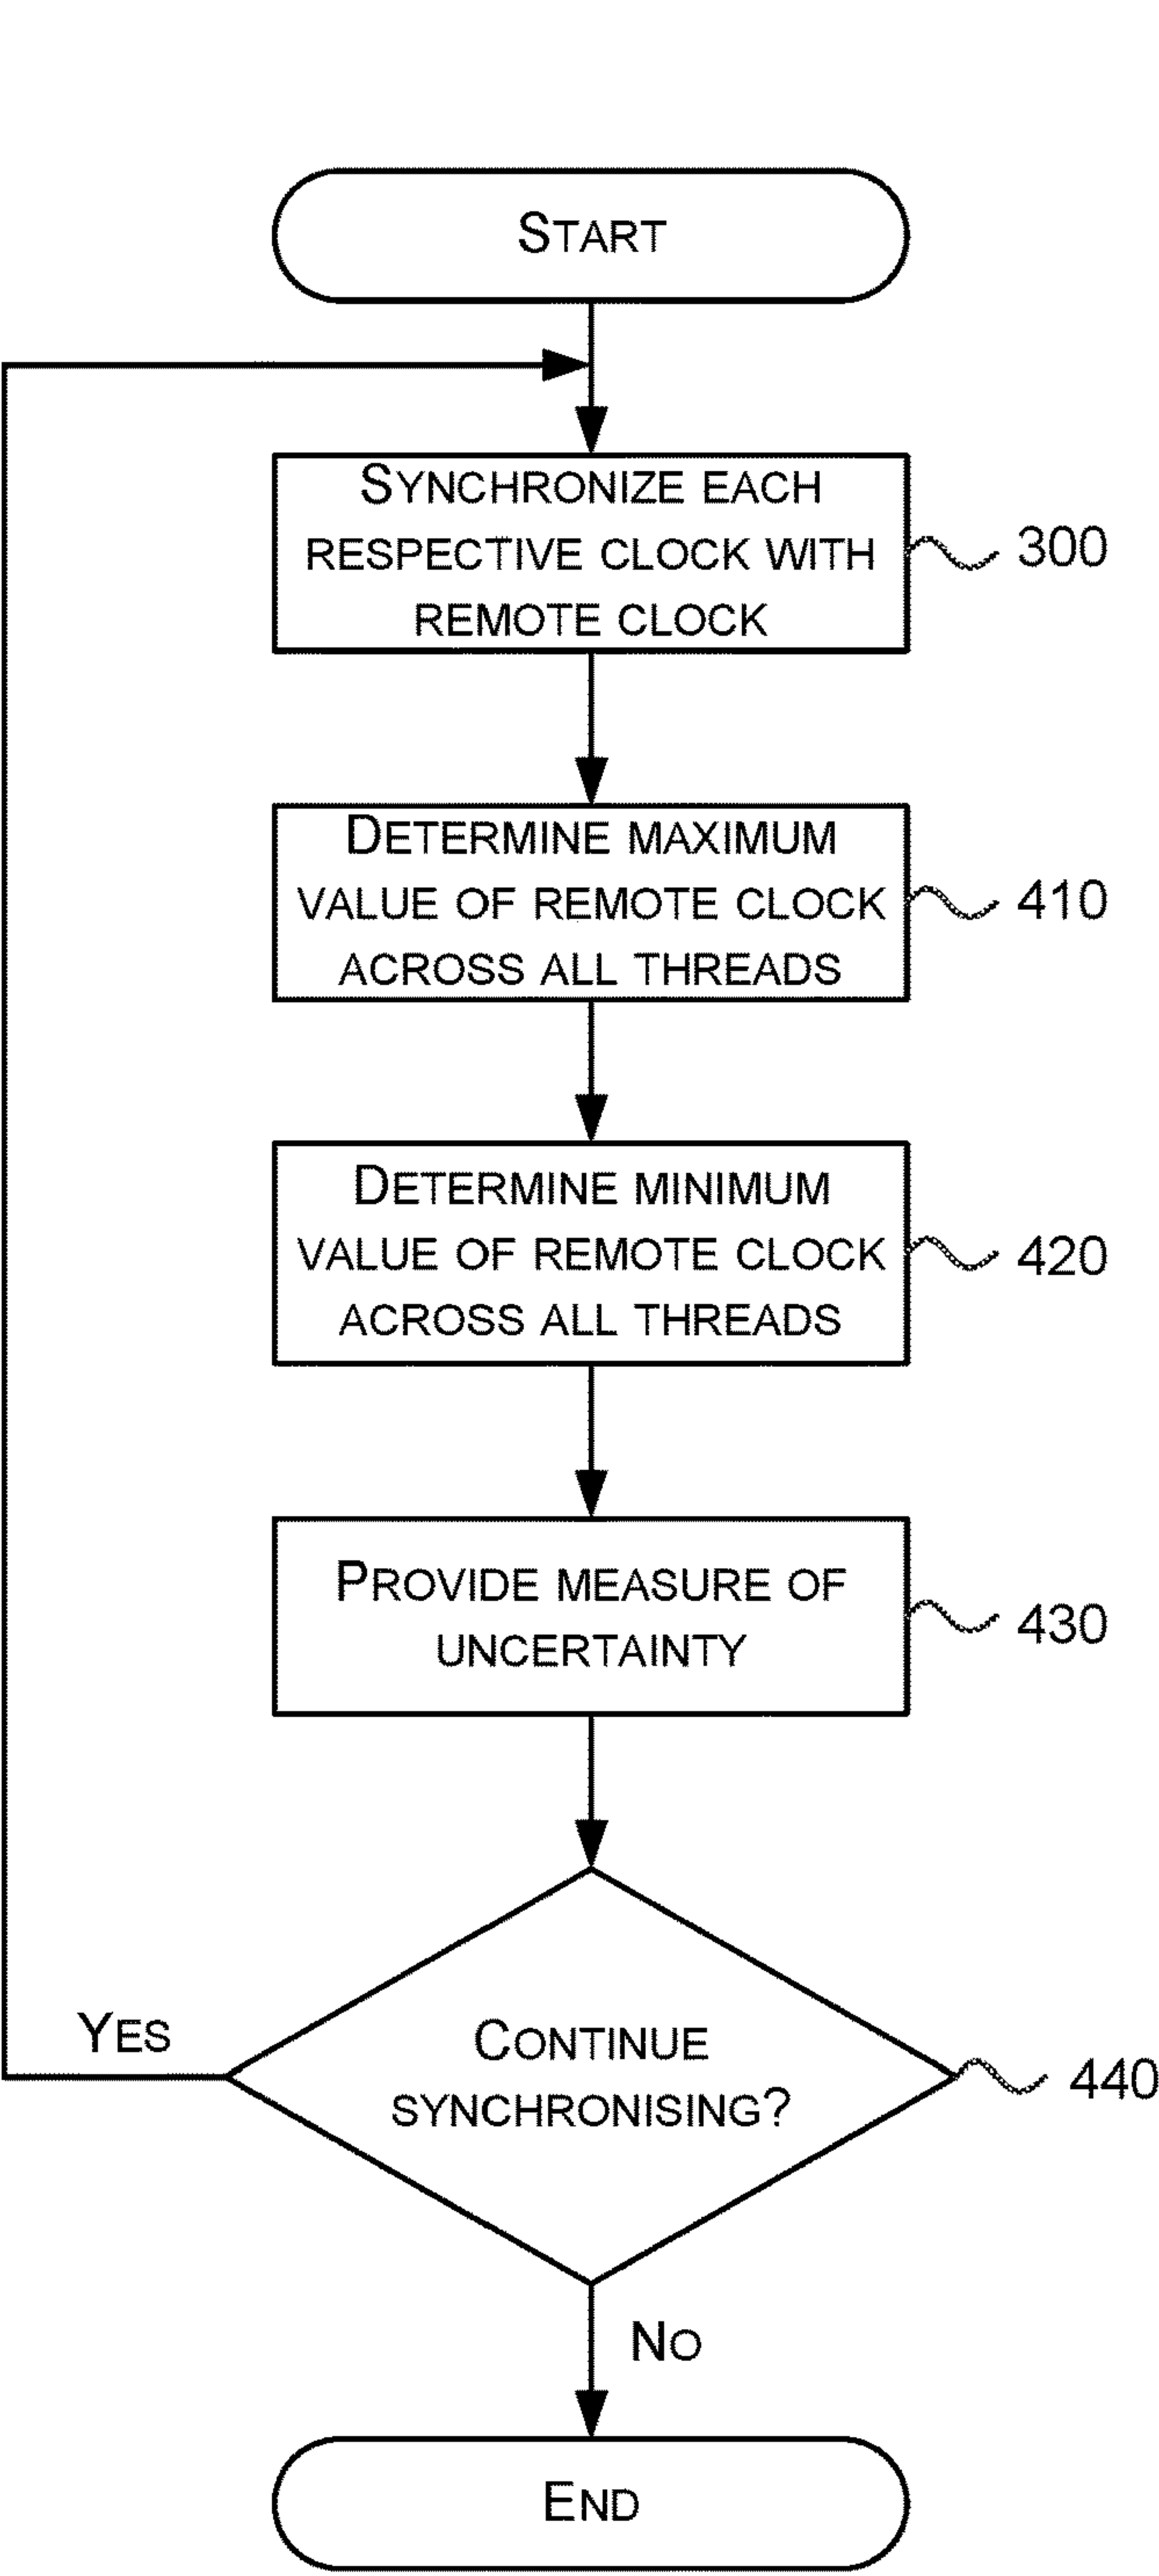 START
SYNCHRONIZE EACH
RESPECTIVE CLOCK WITH
REMOTE CLOCK
300
DETERMINE MAXIMUM
VALUE OF REMOTE CLOCK
ACROSS ALL THREADS
410
DETERMINE MINIMUM
VALUE OF REMOTE CLOCK
ACROSS ALL THREADS
420
PROVIDE MEASURE OF
UNCERTAINTY
430
YES
CONTINUE
SYNCHRONISING?
440
NO
END